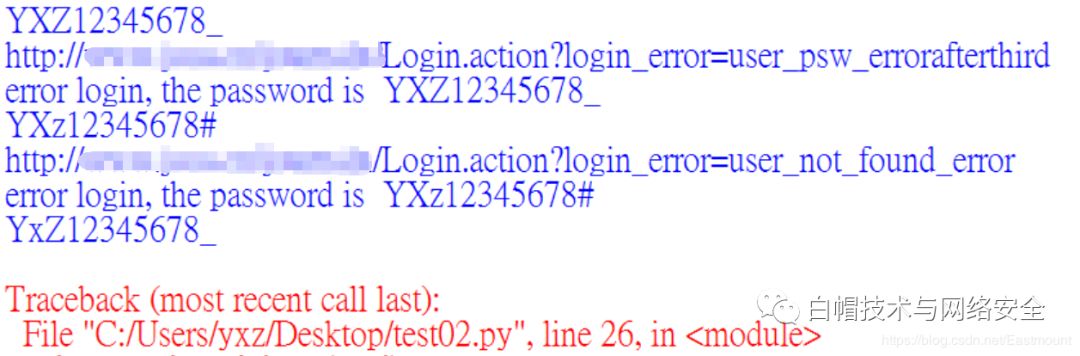 YXZ12345678_
http:// /Login.action?login_error=user_psw_errorafterthird
error login, the password is YXZ12345678_
YXz12345678#
http:// /Login.action?login_error=user_not_found_error
error login, the password is YXz12345678#
YxZ12345678_
Traceback (most recent call last):
File "C:/Users/yxz/Desktop/test02.py", line 26, in <module>
白帽技术与网络安全
https://blog.csdn.net/Eastmount